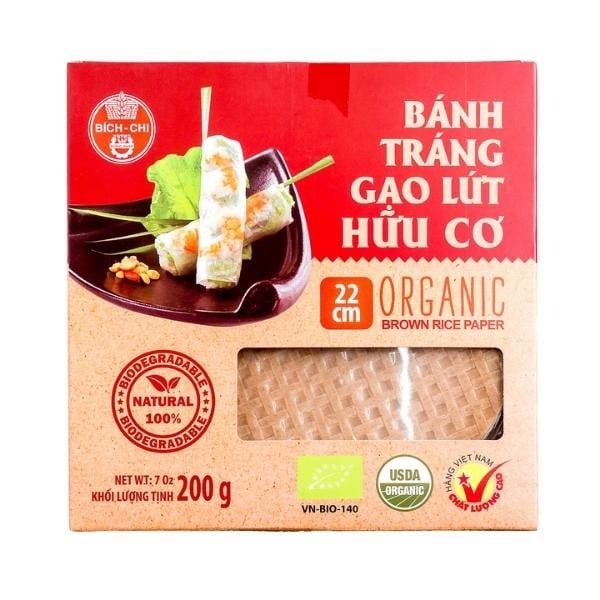 BÍCH-CHI
BÁNH
TRÁNG
GẠO LỨT
HỮU CƠ
22
cm
ORGANIC
BROWN RICE PAPER
BIODEGRADABLE
NATURAL
100%
BIODEGRADABLE
NET WT: 7 Oz
KHỐI LƯỢNG TỊNH 200 g
VN-BIO-140
USDA
ORGANIC
HÀNG VIỆT NAM
CHẤT LƯỢNG CAO